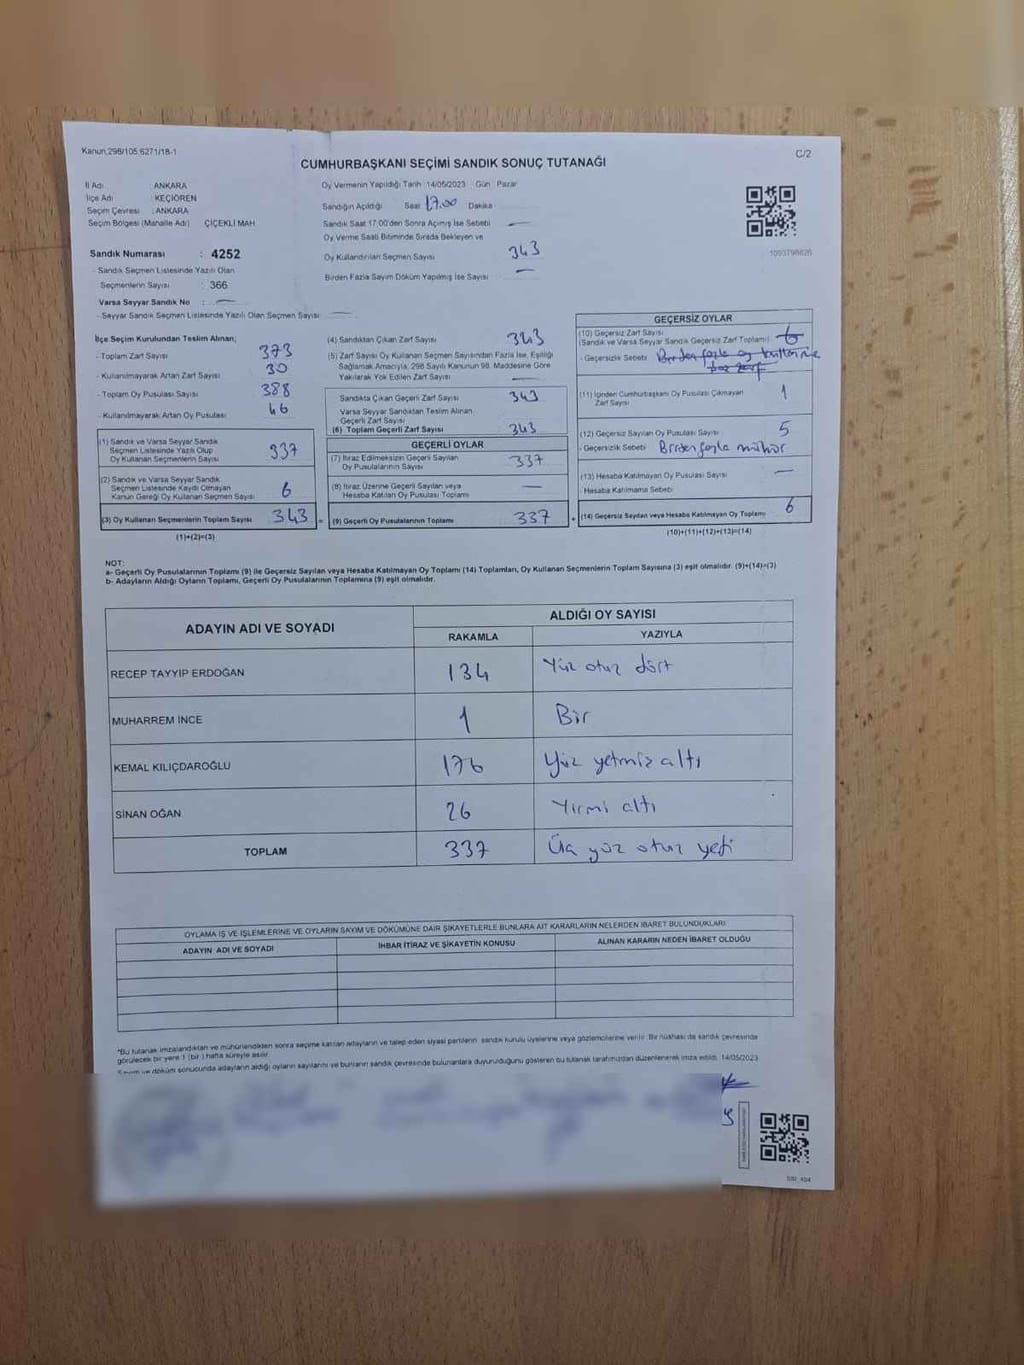 Kanun,298/105,6271/18-1
C/2
CUMHURBAŞKANI SEÇİMİ SANDIK SONUÇ TUTANAĞI
İl Adı ANKARA
İlçe Adı : KEÇİÖREN
Seçim Çevresi : ANKARA
Seçim Bölgesi (Mahalle Adı) ÇİÇEKLİ MAH
Sandık Numarası : 4252
- Sandık Seçmen Listesinde Yazılı Olan
Seçmenlerin Sayısı : 366
Varsa Seyyar Sandık No : —
- Seyyar Sandık Seçmen Listesinde Yazılı Olan Seçmen Sayısı —
Oy Vermenin Yapıldığı Tarih 14/05/2023 Gün Pazar
Sandığın Açıldığı Saat 17.00 Dakika
Sandık Saat 17.00'den Sonra Açılmış İse Sebebi —
Oy Verme Saati Bitiminde Sırada Bekleyen ve
Oy Kullandırılan Seçmen Sayısı 343
Birden Fazla Sayım Döküm Yapılmış İse Sayısı —
1093798626
İlçe Seçim Kurulundan Teslim Alınan;
- Toplam Zarf Sayısı 373
- Kullanılmayarak Artan Zarf Sayısı 30
- Toplam Oy Pusulası Sayısı 388
- Kullanılmayarak Artan Oy Pusulası 46
(1) Sandık ve Varsa Seyyar Sandık
Seçmen Listesinde Yazılı Olup
Oy Kullanan Seçmenlerin Sayısı 337
(2) Sandık ve Varsa Seyyar Sandık
Seçmen Listesinde Kayıtlı Olmayan
Kanun Gereği Oy Kullanan Seçmen Sayısı 6
(3) Oy Kullanan Seçmenlerin Toplam Sayısı 343
(1)+(2)=(3)
(4) Sandıktan Çıkan Zarf Sayısı 343
(5) Zarf Sayısı Oy Kullanan Seçmen Sayısından Fazla İse, Eşitliği
Sağlamak Amacıyla, 298 Sayılı Kanunun 98. Maddesine Göre
Yakılarak Yok Edilen Zarf Sayısı —
Sandıkta Çıkan Geçerli Zarf Sayısı 343
Varsa Seyyar Sandıktan Teslim Alınan
Geçerli Zarf Sayısı
(6) Toplam Geçerli Zarf Sayısı 343
GEÇERLİ OYLAR
(7) İtiraz Edilmeksizin Geçerli Sayılan
Oy Pusulalarının Sayısı 337
(8) İtiraz Üzerine Geçerli Sayılan veya
Hesaba Katılan Oy Pusulası Toplamı —
(9) Geçerli Oy Pusulalarının Toplamı 337
GEÇERSİZ OYLAR
(10) Geçersiz Zarf Sayısı
(Sandık ve Varsa Seyyar Sandık Geçersiz Zarf Toplamı) 6
- Geçersizlik Sebebi Birden fazla oy
boş zarf
(11) İçinden Cumhurbaşkanı Oy Pusulası Çıkmayan
Zarf Sayısı 1
(12) Geçersiz Sayılan Oy Pusulası Sayısı 5
- Geçersizlik Sebebi Birden fazla mühür
(13) Hesaba Katılmayan Oy Pusulası Sayısı —
Hesaba Katılmama Sebebi
(14) Geçersiz Sayılan veya Hesaba Katılmayan Oy Toplamı 6
(10)+(11)+(12)+(13)=(14)
NOT:
a- Geçerli Oy Pusulalarının Toplamı (9) ile Geçersiz Sayılan veya Hesaba Katılmayan Oy Toplamı (14) Toplamları, Oy Kullanan Seçmenlerin Toplam Sayısına (3) eşit olmalıdır. (9)+(14)=(3)
b- Adayların Aldığı Oyların Toplamı, Geçerli Oy Pusulalarının Toplamına (9) eşit olmalıdır.
ADAYIN ADI VE SOYADI
ALDIĞI OY SAYISI
RAKAMLA YAZIYLA
RECEP TAYYİP ERDOĞAN 134 Yüz otuz dört
MUHARREM İNCE 1 Bir
KEMAL KILIÇDAROĞLU 176 Yüz yetmiş altı
SİNAN OĞAN 26 Yirmi altı
TOPLAM 337 Üç yüz otuz yedi
OYLAMA İŞ VE İŞLEMLERİNE VE OYLARIN SAYIM VE DÖKÜMÜNE DAİR ŞİKAYETLERLE BUNLARA AİT KARARLARIN NELERDEN İBARET BULUNDUKLARI
ADAYIN ADI VE SOYADI İHBAR İTİRAZ VE ŞİKAYETİN KONUSU ALINAN KARARIN NEDEN İBARET OLDUĞU
*Bu tutanak imzalandıktan ve mühürlendikten sonra seçime katılan adayların ve talep eden siyasi partilerin sandık kurulu üyelerine veya gözlemcilerine verilir. Bir nüshası da sandık çevresinde
görülecek bir yere 1 (bir ) hafta süreyle asılır.
Sayım ve döküm sonucunda adayların aldığı oyların sayılarını ve bunların sandık çevresinde bulunanlara duyurulduğunu gösteren bu tutanak tarafımızdan düzenlenerek imza edildi. 14/05/2023